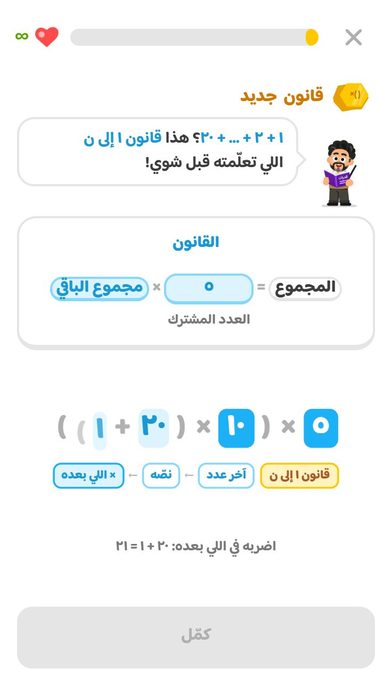 ∞
قانون جديد
١ + ٢ + ... + ٢٠؟ هذا قانون ١ إلى ن
اللي تعلّمته قبل شوي!
القانون
المجموع = ٥ × مجموع الباقي
العدد المشترك
٥ × ( ١٠ × ( ٢٠ + ١ ) )
قانون ١ إلى ن آخر عدد ← نصّه ← × اللي بعده
اضربه في اللي بعده: ٢٠ + ١ = ٢١
كمّل